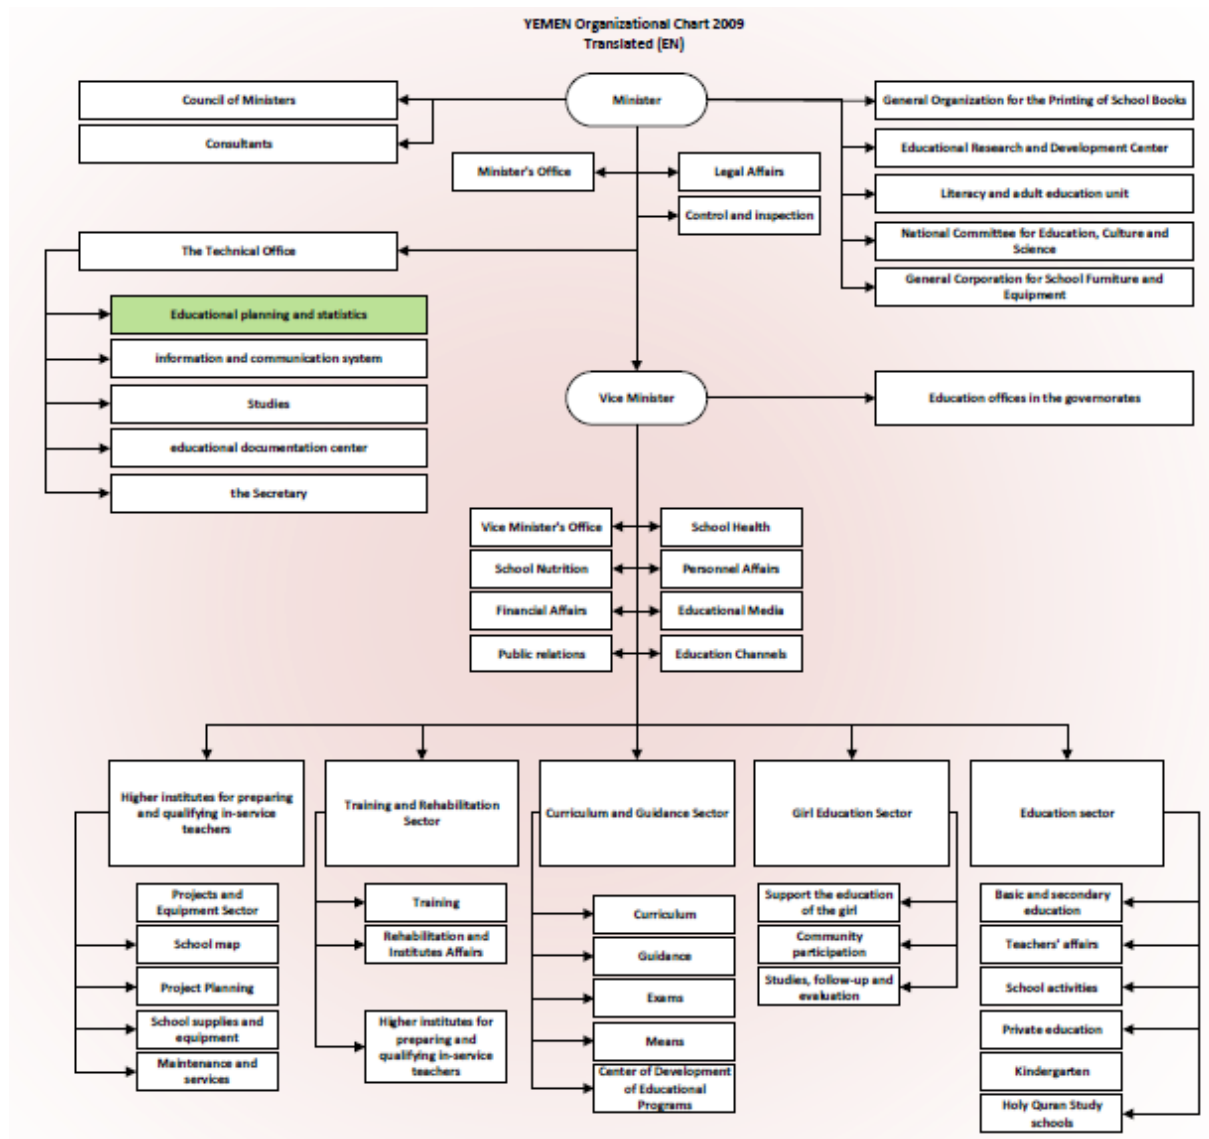 YEMEN Organizational Chart 2009
Translated (EN)
Council of Ministers
Minister
General Organization for the Printing of School Books
Consultants
Educational Research and Development Center
Minister's Office
Legal Affairs
Literacy and adult education unit
Control and inspection
National Committee for Education, Culture and
Science
The Technical Office
General Corporation for School Furniture and
Equipment
Educational planning and statistics
information and communication system
Studies
educational documentation center
the Secretary
Vice Minister
Education offices in the governorates
Vice Minister's Office
School Health
School Nutrition
Personnel Affairs
Financial Affairs
Educational Media
Public relations
Education Channels
Higher institutes for preparing
and qualifying in-service
teachers
Training and Rehabilitation
Sector
Curriculum and Guidance Sector
Girl Education Sector
Education sector
Projects and
Equipment Sector
School map
Project Planning
School supplies and
equipment
Maintenance and
services
Training
Rehabilitation and
Institutes Affairs
Higher institutes for
preparing and
qualifying in-service
teachers
Curriculum
Guidance
Exams
Means
Center of Development
of Educational
Programs
Support the education
of the girl
Community
participation
Studies, follow-up and
evaluation
Basic and secondary
education
Teachers' affairs
School activities
Private education
Kindergarten
Holy Quran Study
schools